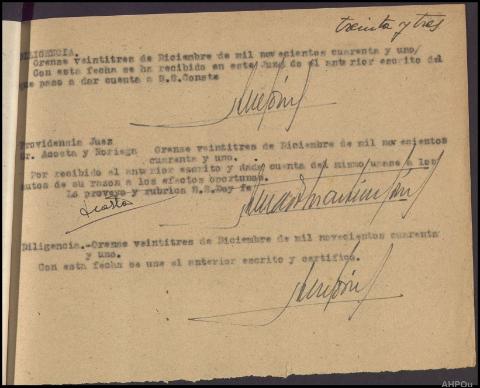 treinta y tres
DILIGENCIA.
Orense veintitres de Diciembre de mil novecientos cuarenta y uno/
Con esta fecha se ha recibido en este Juzgado el anterior escrito del
que paso a dar cuenta a S.S. Conste
Providencia Juez
Sr. Acosta y Noriega
Orense veintitres de Diciembre de mil novecientos
cuarenta y uno.
Por recibido el anterior escrito y dada cuenta del mismo unase a los
autos de su razon a los efectos oportunos.
Lo proveyo y rubrica S.S. Doy fe
Acosta
Diligencia.-Orense veintitres de Diciembre de mil novecientos cuarenta
y uno.
Con esta fecha se une el anterior escrito y certifico.
AHPOu